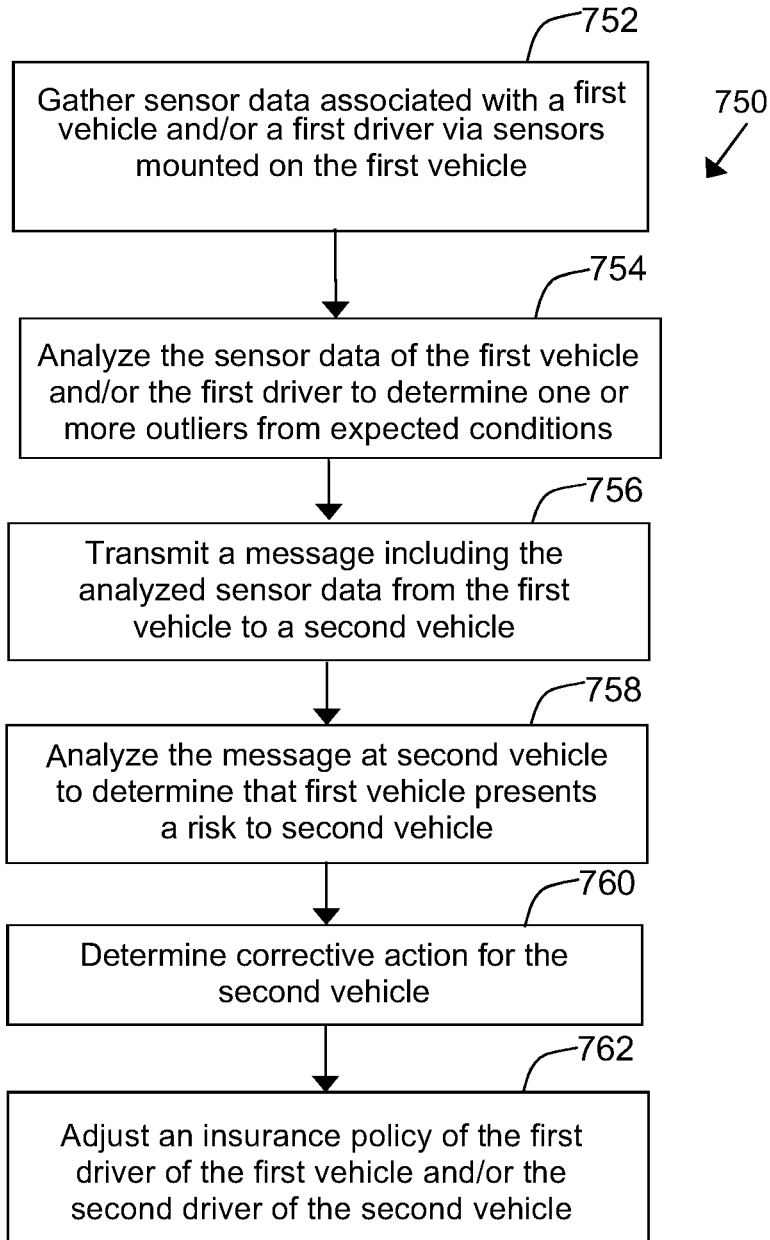 752
Gather sensor data associated with a first
vehicle and/or a first driver via sensors
mounted on the first vehicle
750
754
Analyze the sensor data of the first vehicle
and/or the first driver to determine one or
more outliers from expected conditions
756
Transmit a message including the
analyzed sensor data from the first
vehicle to a second vehicle
758
Analyze the message at second vehicle
to determine that first vehicle presents
a risk to second vehicle
760
Determine corrective action for the
second vehicle
762
Adjust an insurance policy of the first
driver of the first vehicle and/or the
second driver of the second vehicle